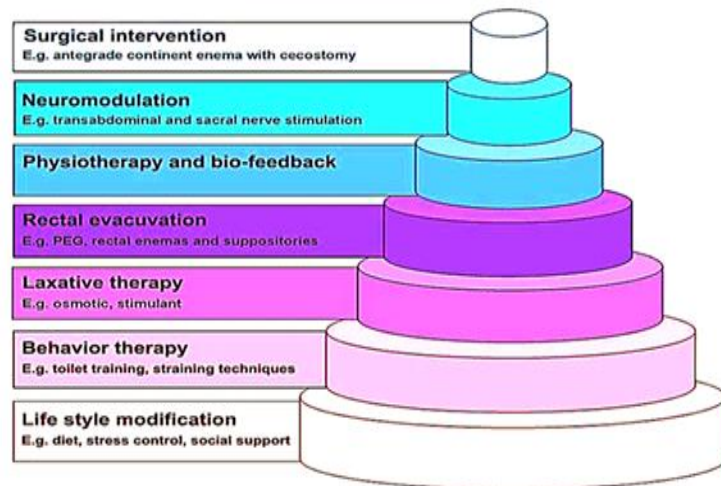 Surgical intervention
E.g. antegrade continent enema with cecostomy
Neuromodulation
E.g. transabdominal and sacral nerve stimulation
Physiotherapy and bio-feedback
Rectal evacuvation
E.g. PEG, rectal enemas and suppositories
Laxative therapy
E.g. osmotic, stimulant
Behavior therapy
E.g. toilet training, straining techniques
Life style modification
E.g. diet, stress control, social support